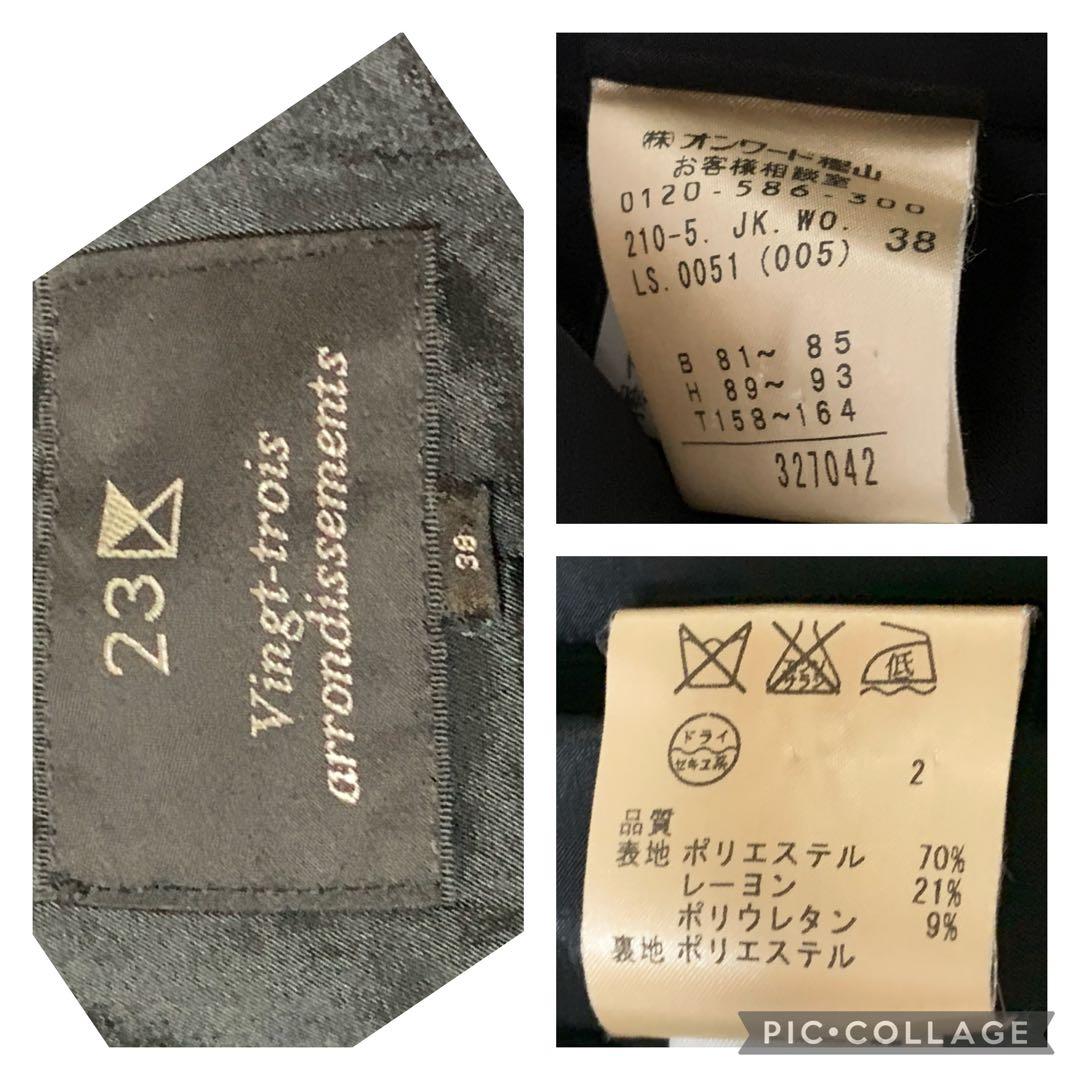 23区
Vingt-trois
arrondissements
38
(株)オンワード樫山
お客様相談室
0120-586-300
210-5. JK. WO. 38
LS. 0051 (005)
B 81~ 85
H 89~ 93
T158~164
327042
低
ドライ
セキユ系
2
品質
表地 ポリエステル 70%
レーヨン 21%
ポリウレタン 9%
裏地 ポリエステル
PIC•COLLAGE